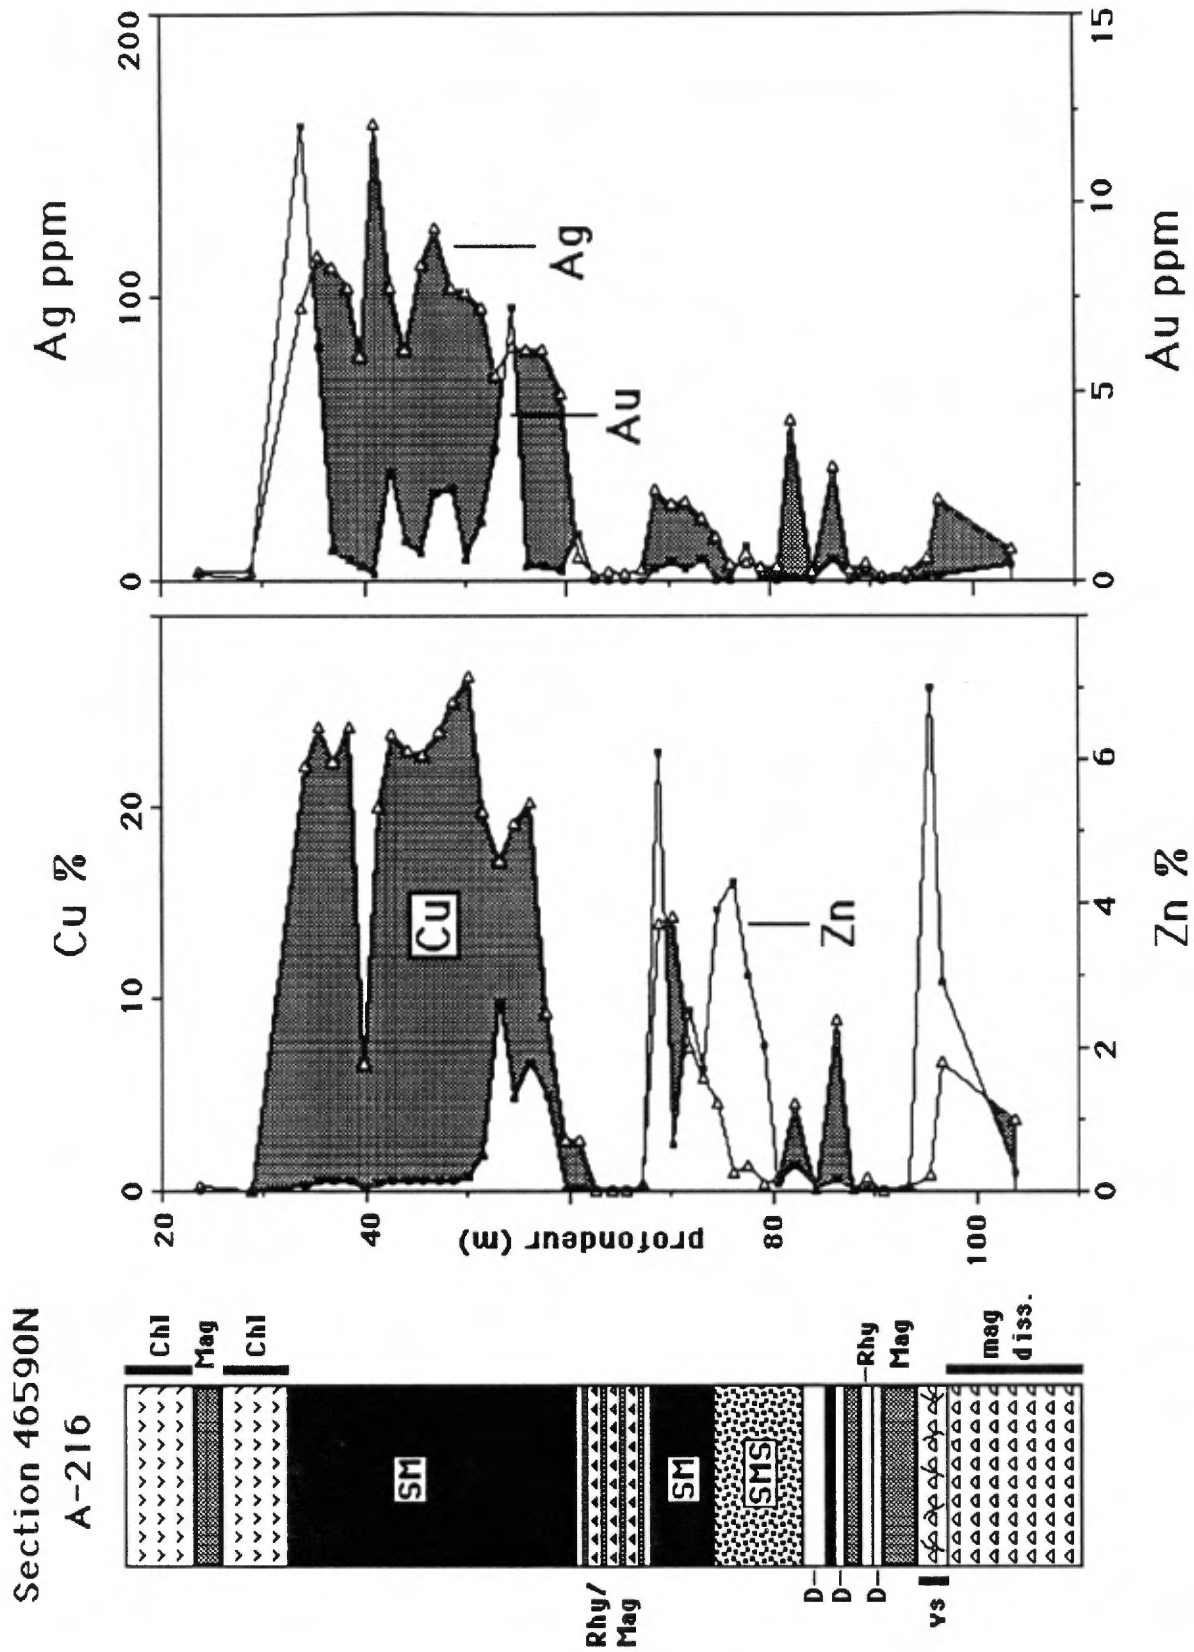 Section 46590N
A-216
Chl
Mag
Chl
SM
Rhy/
Mag
SM
SMS
D
D
D
Rhy
Mag
Vs
mag
diss.
Cu %
0
10
20
Cu
Zn
20
40
profondeur (m)
80
100
0
2
4
6
Zn %
Ag ppm
0
100
200
Ag
Au
0
5
10
15
Au ppm